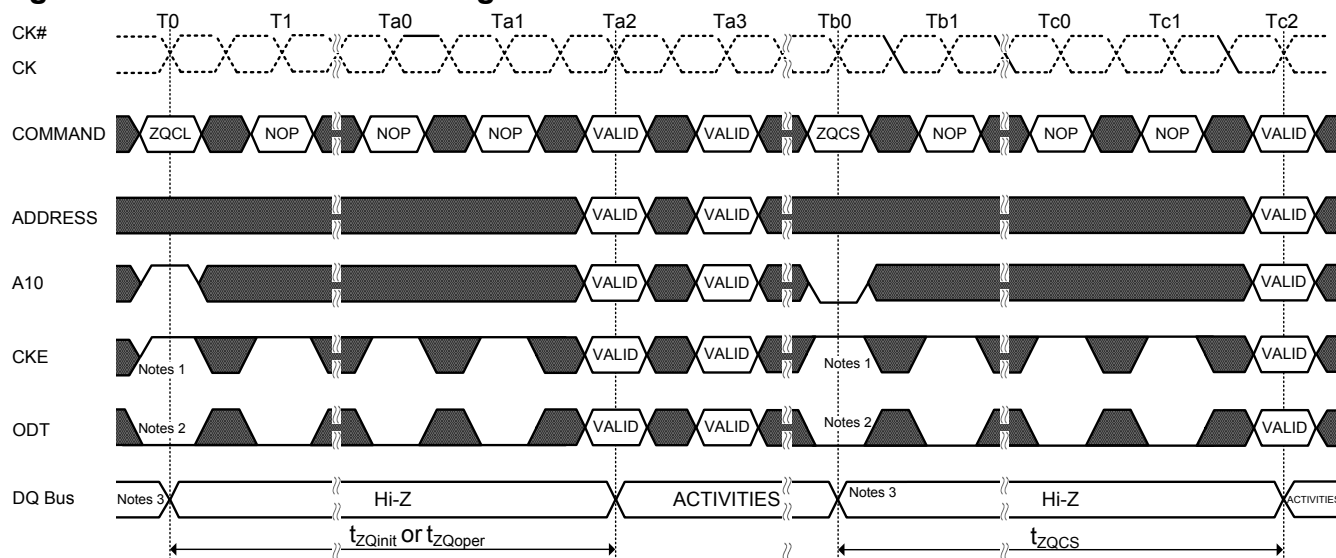 T0 T1 Ta0 Ta1 Ta2 Ta3 Tb0 Tb1 Tc0 Tc1 Tc2
CK#
CK
COMMAND ZQCL NOP NOP NOP VALID VALID ZQCS NOP NOP NOP VALID
ADDRESS VALID VALID VALID
A10 VALID VALID VALID
CKE Notes 1 VALID VALID Notes 1 VALID
ODT Notes 2 VALID VALID Notes 2 VALID
DQ Bus Notes 3 Hi-Z ACTIVITIES Notes 3 Hi-Z ACTIVITIES
tZQinit or tZQoper tZQCS